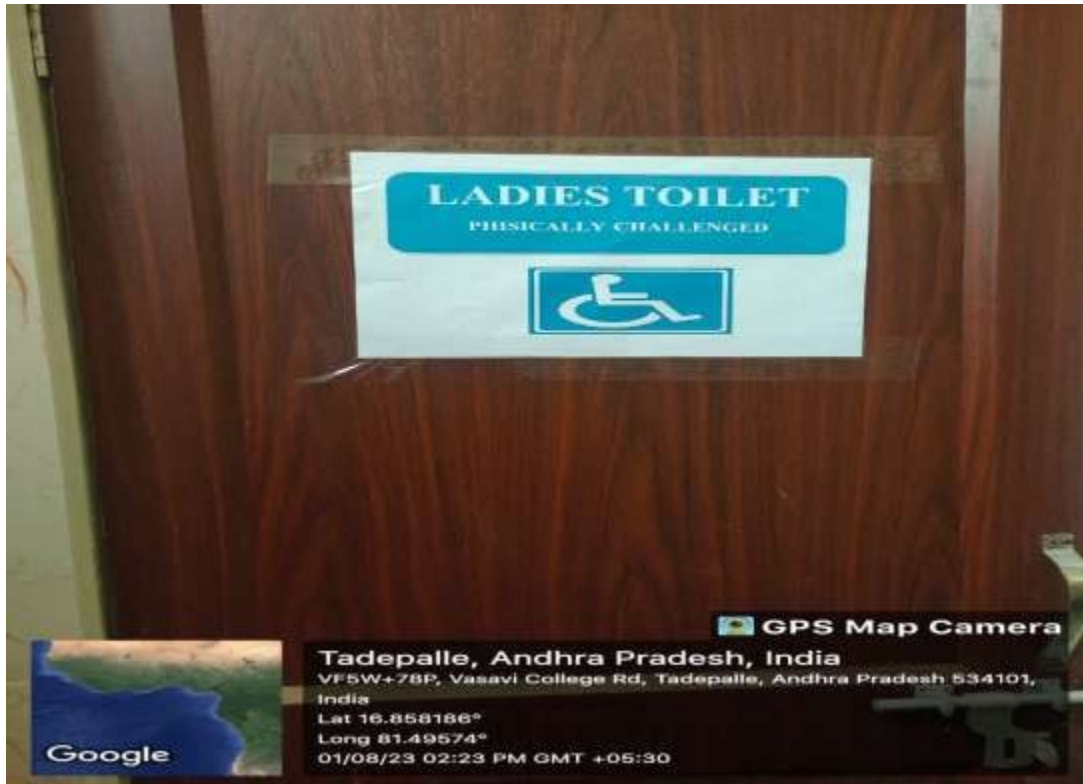 LADIES TOILET
PHISICALLY CHALLENGED
GPS Map Camera
Tadepalle, Andhra Pradesh, India
VF5W+78P, Vasavi College Rd, Tadepalle, Andhra Pradesh 534101,
India
Lat 16.858186°
Long 81.49574°
01/08/23 02:23 PM GMT +05:30
Google